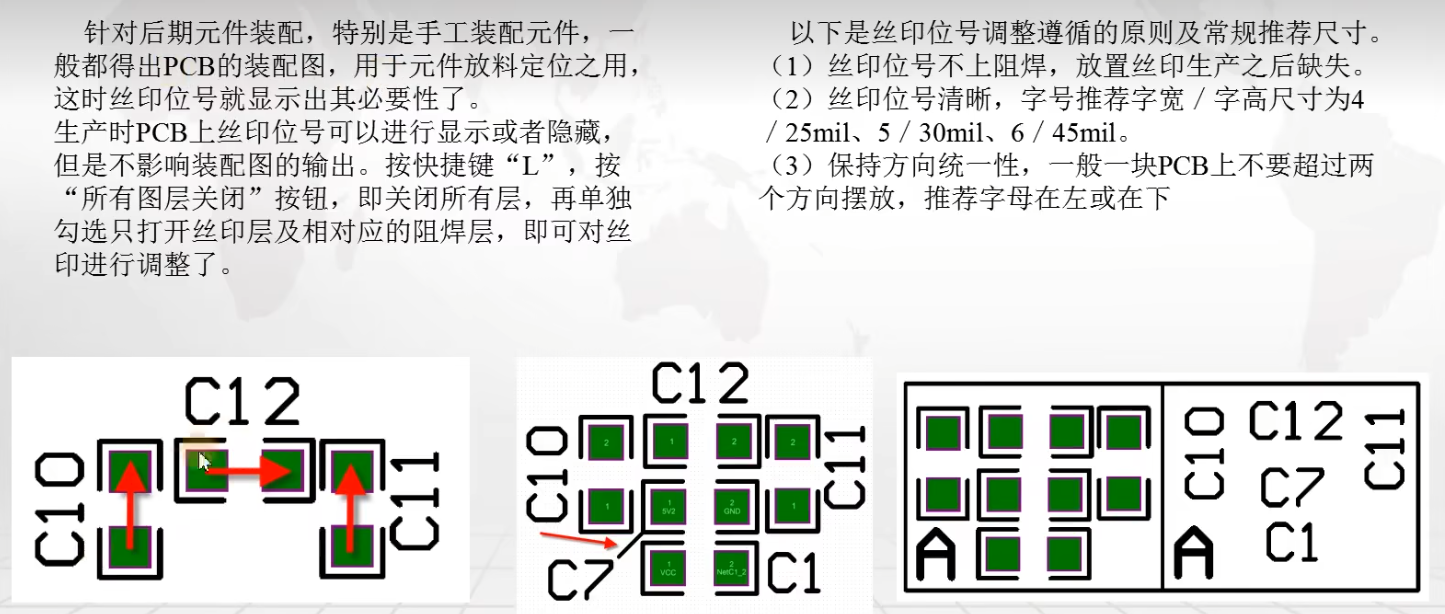 针对后期元件装配，特别是手工装配元件，一
般都得出PCB的装配图，用于元件放料定位之用，
这时丝印位号就显示出其必要性了。
生产时PCB上丝印位号可以进行显示或者隐藏，
但是不影响装配图的输出。按快捷键“L”，按
“所有图层关闭”按钮，即关闭所有层，再单独
勾选只打开丝印层及相对应的阻焊层，即可对丝
印进行调整了。
以下是丝印位号调整遵循的原则及常规推荐尺寸。
（1）丝印位号不上阻焊，放置丝印生产之后缺失。
（2）丝印位号清晰，字号推荐字宽／字高尺寸为4
／25mil、5／30mil、6／45mil。
（3）保持方向统一性，一般一块PCB上不要超过两
个方向摆放，推荐字母在左或在下
C12
C10
C11
C12
C10
C11
2
1
2
2
1
1
5V2
2
GND
1
C7
1
VCC
2
NetC1_2
C1
A
C10
C12
C11
C7
C1
A